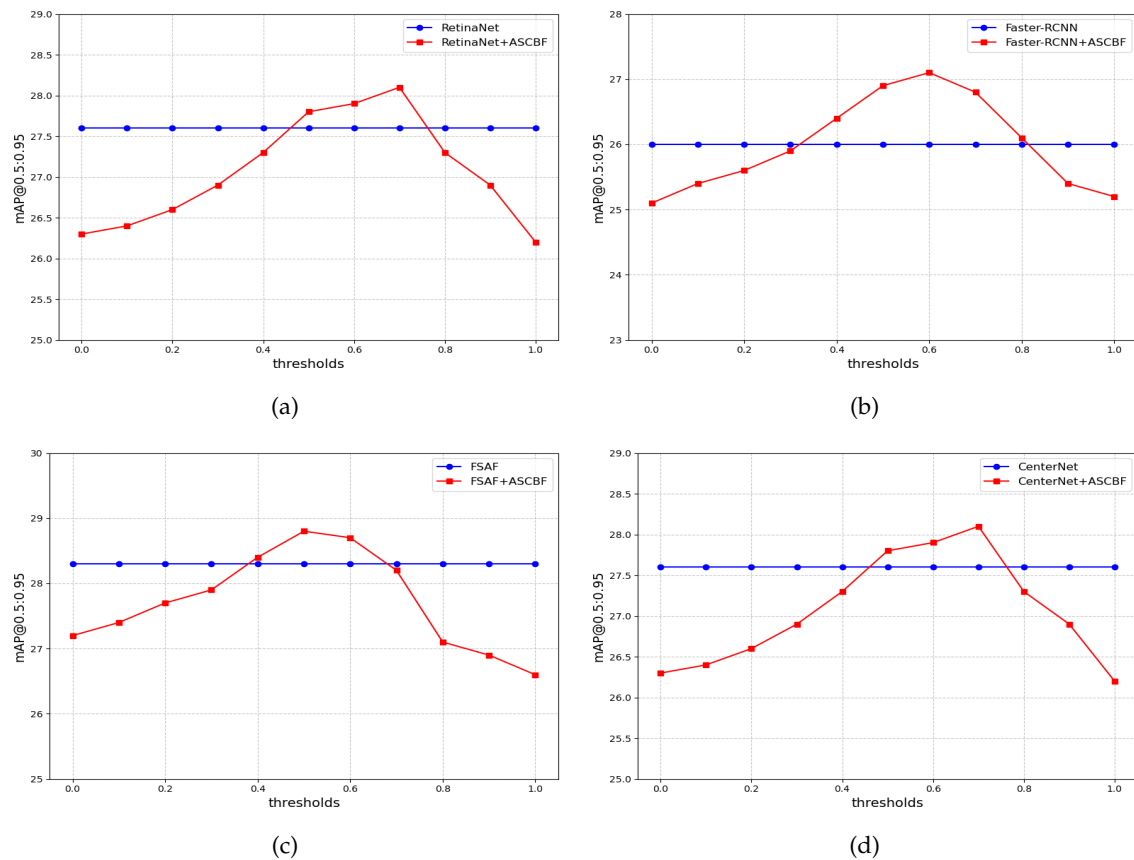 RetinaNet
RetinaNet+ASCBF
mAP@0.5:0.95
29.0
28.5
28.0
27.5
27.0
26.5
26.0
25.5
25.0
0.0 0.2 0.4 0.6 0.8 1.0
thresholds
(a)
Faster-RCNN
Faster-RCNN+ASCBF
mAP@0.5:0.95
28
27
26
25
24
23
0.0 0.2 0.4 0.6 0.8 1.0
thresholds
(b)
FSAF
FSAF+ASCBF
mAP@0.5:0.95
30
29
28
27
26
25
0.0 0.2 0.4 0.6 0.8 1.0
thresholds
(c)
CenterNet
CenterNet+ASCBF
mAP@0.5:0.95
29.0
28.5
28.0
27.5
27.0
26.5
26.0
25.5
25.0
0.0 0.2 0.4 0.6 0.8 1.0
thresholds
(d)